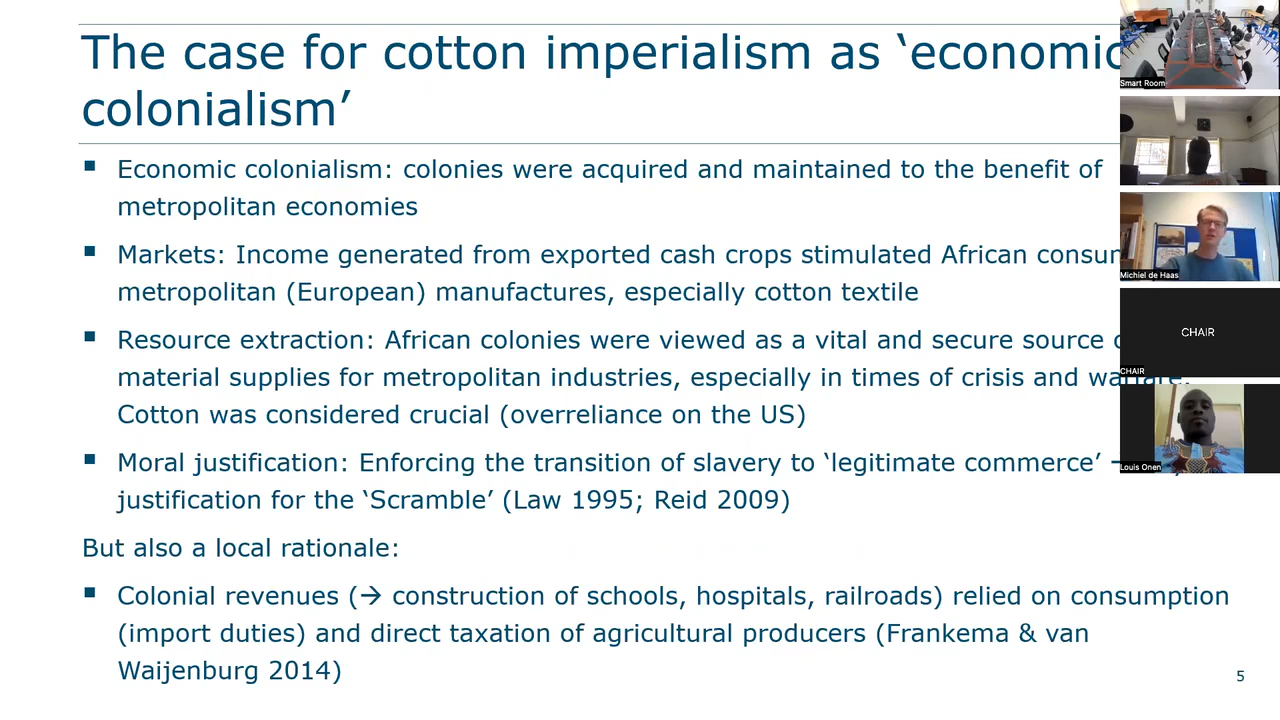 The case for cotton imperialism as ‘economic
colonialism’
▪ Economic colonialism: colonies were acquired and maintained to the benefit of
metropolitan economies
▪ Markets: Income generated from exported cash crops stimulated African
metropolitan (European) manufactures, especially cotton textile
▪ Resource extraction: African colonies were viewed as a vital and secure source
material supplies for metropolitan industries, especially in times of crisis and warfare.
Cotton was considered crucial (overreliance on the US)
▪ Moral justification: Enforcing the transition of slavery to ‘legitimate commerce’ –
justification for the ‘Scramble’ (Law 1995; Reid 2009)
But also a local rationale:
▪ Colonial revenues (→ construction of schools, hospitals, railroads) relied on consumption
(import duties) and direct taxation of agricultural producers (Frankema & van
Waijenburg 2014)
5
Smart Room
Michiel de Haas
CHAIR
CHAIR
Louis Onen